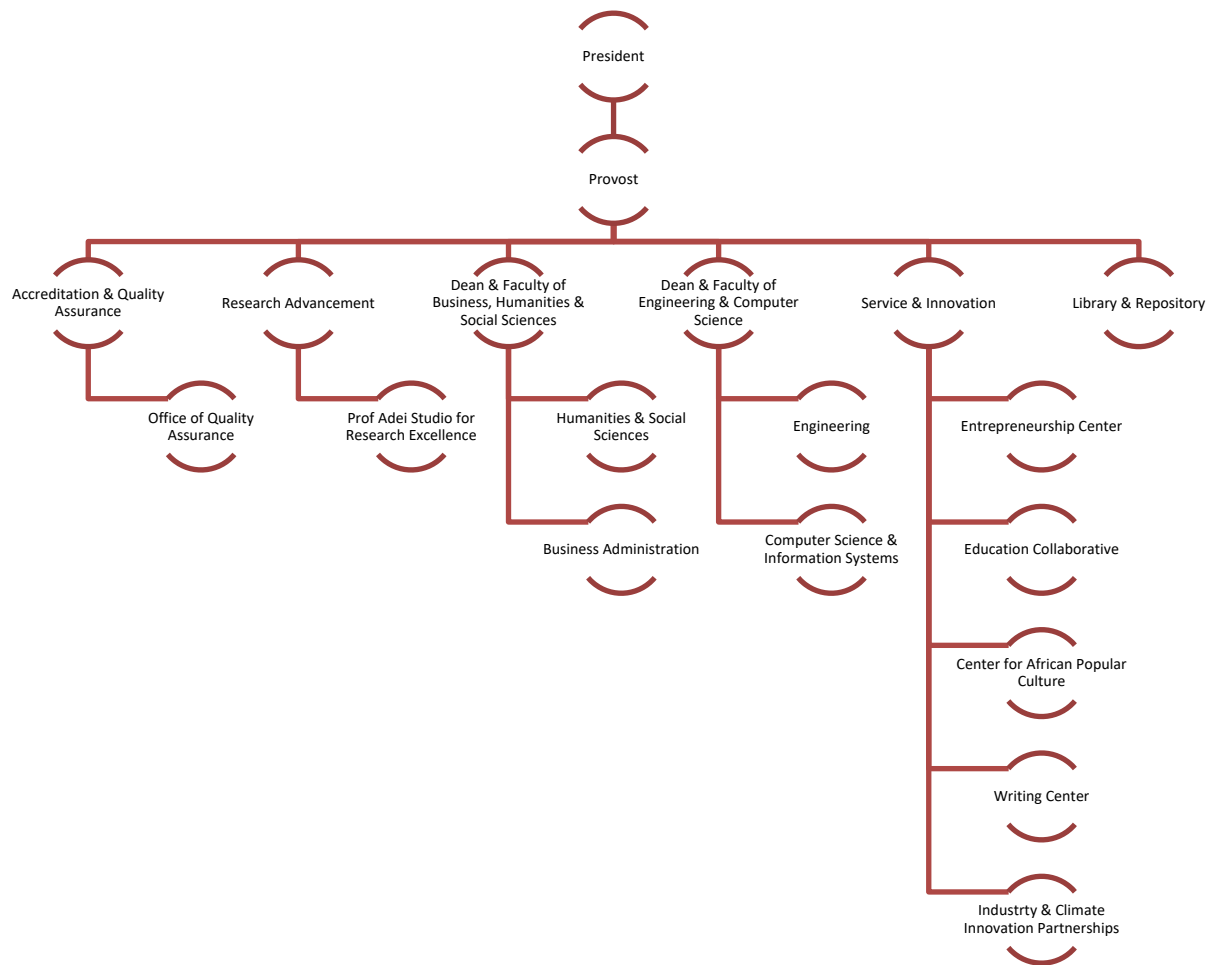 President
Provost
Accreditation & Quality
Assurance
Research Advancement
Dean & Faculty of
Business, Humanities &
Social Sciences
Dean & Faculty of
Engineering & Computer
Science
Service & Innovation
Library & Repository
Office of Quality
Assurance
Prof Adei Studio for
Research Excellence
Humanities & Social
Sciences
Engineering
Entrepreneurship Center
Business Administration
Computer Science &
Information Systems
Education Collaborative
Center for African Popular
Culture
Writing Center
Industrty & Climate
Innovation Partnerships